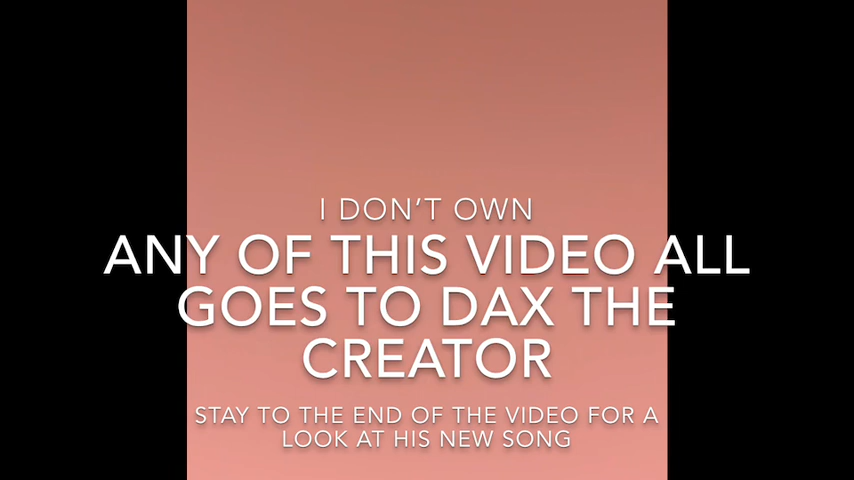 I DON’T OWN
ANY OF THIS VIDEO ALL
GOES TO DAX THE
CREATOR
STAY TO THE END OF THE VIDEO FOR A
LOOK AT HIS NEW SONG